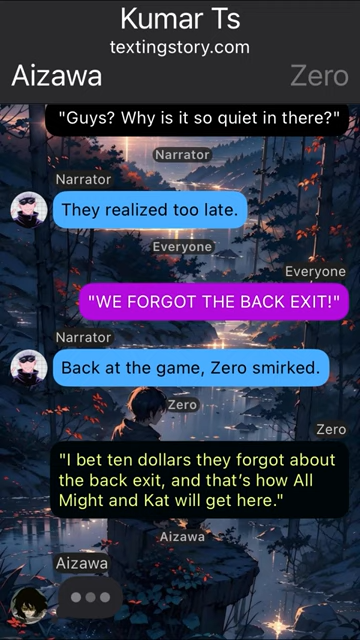 Kumar Ts
textingstory.com
Aizawa
Zero
"Guys? Why is it so quiet in there?"
Narrator
Narrator
They realized too late.
Everyone
Everyone
"WE FORGOT THE BACK EXIT!"
Narrator
Back at the game, Zero smirked.
Zero
Zero
"I bet ten dollars they forgot about
the back exit, and that's how All
Might and Kat will get here."
Aizawa
Aizawa